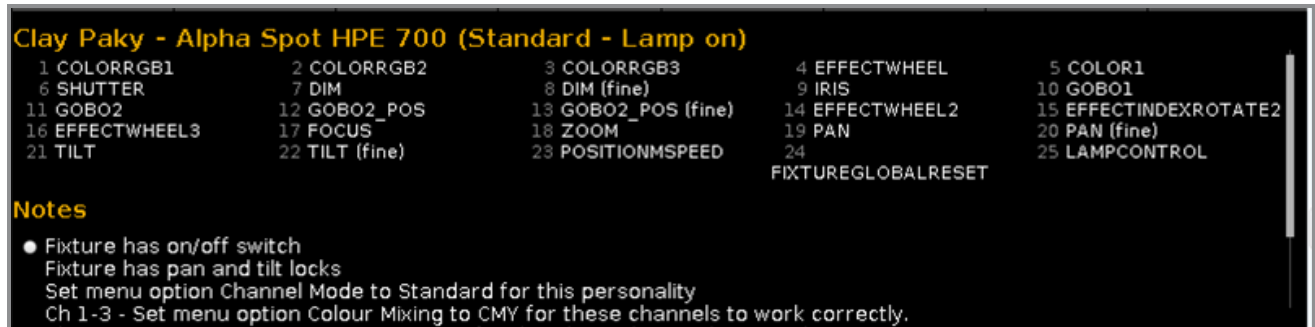 Clay Paky - Alpha Spot HPE 700 (Standard - Lamp on)
1 COLORRGB1 2 COLORRGB2 3 COLORRGB3 4 EFFECTWHEEL 5 COLOR1
6 SHUTTER 7 DIM 8 DIM (fine) 9 IRIS 10 GOBO1
11 GOBO2 12 GOBO2_POS 13 GOBO2_POS (fine) 14 EFFECTWHEEL2 15 EFFECTINDEXROTATE2
16 EFFECTWHEEL3 17 FOCUS 18 ZOOM 19 PAN 20 PAN (fine)
21 TILT 22 TILT (fine) 23 POSITIONMSPEED 24 25 LAMPCONTROL
FIXTUREGLOBALRESET
Notes
● Fixture has on/off switch
Fixture has pan and tilt locks
Set menu option Channel Mode to Standard for this personality
Ch 1-3 - Set menu option Colour Mixing to CMY for these channels to work correctly.